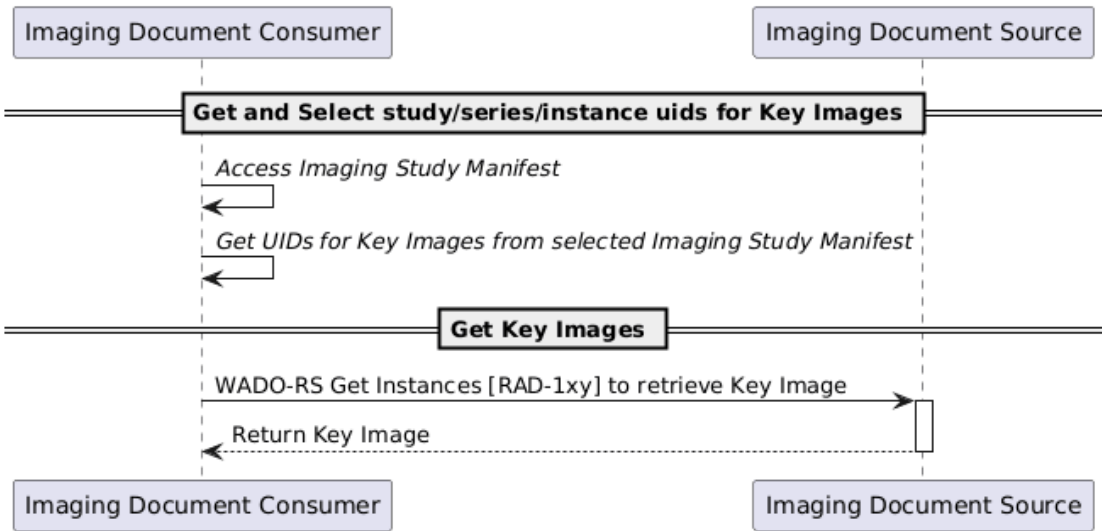 Imaging Document Consumer
Imaging Document Source
Get and Select study/series/instance uids for Key Images
Access Imaging Study Manifest
Get UIDs for Key Images from selected Imaging Study Manifest
Get Key Images
WADO-RS Get Instances [RAD-1xy] to retrieve Key Image
Return Key Image
Imaging Document Consumer
Imaging Document Source